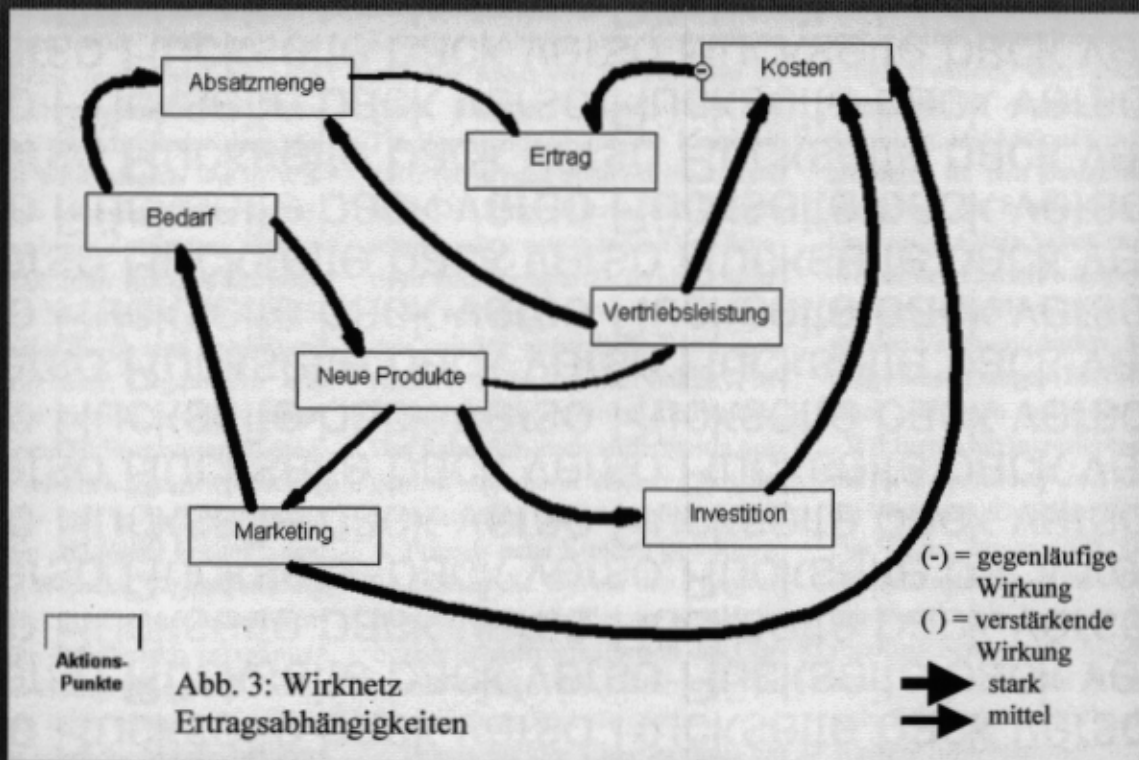 Absatzmenge
Kosten
Ertrag
Bedarf
Vertriebsleistung
Neue Produkte
Marketing
Investition
(-) = gegenläufige
Wirkung
( ) = verstärkende
Wirkung
stark
mittel
Aktions-
Punkte
Abb. 3: Wirknetz
Ertragsabhängigkeiten